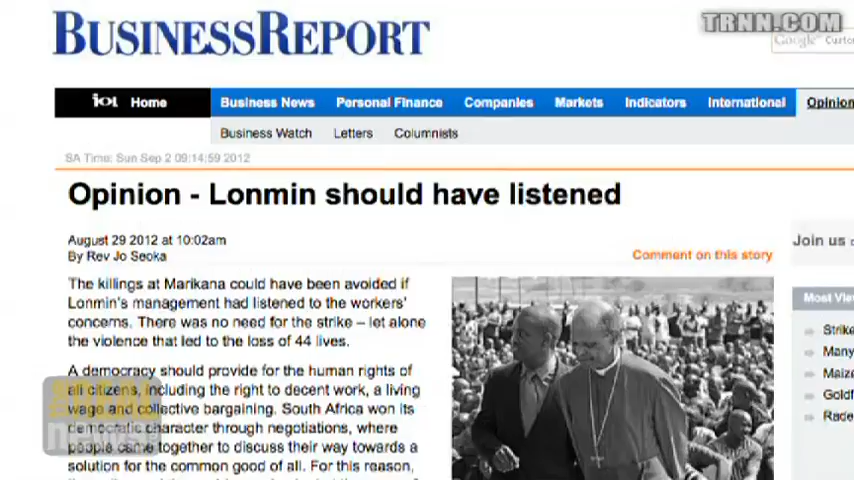 BUSINESSREPORT
TRNN.COM
Google
iol Home Business News Personal Finance Companies Markets Indicators International Opinion
Business Watch Letters Columnists
SA Time: Sun Sep 2 09:14:59 2012
Opinion - Lonmin should have listened
August 29 2012 at 10:02am
By Rev Jo Seoka
Comment on this story
The killings at Marikana could have been avoided if
Lonmin's management had listened to the workers'
concerns. There was no need for the strike – let alone
the violence that led to the loss of 44 lives.
A democracy should provide for the human rights of
all citizens, including the right to decent work, a living
wage and collective bargaining. South Africa won its
democratic character through negotiations, where
people came together to discuss their way towards a
solution for the common good of all. For this reason,
Join us
Most View
Strike
Many
Maize
Goldf
Rade
news